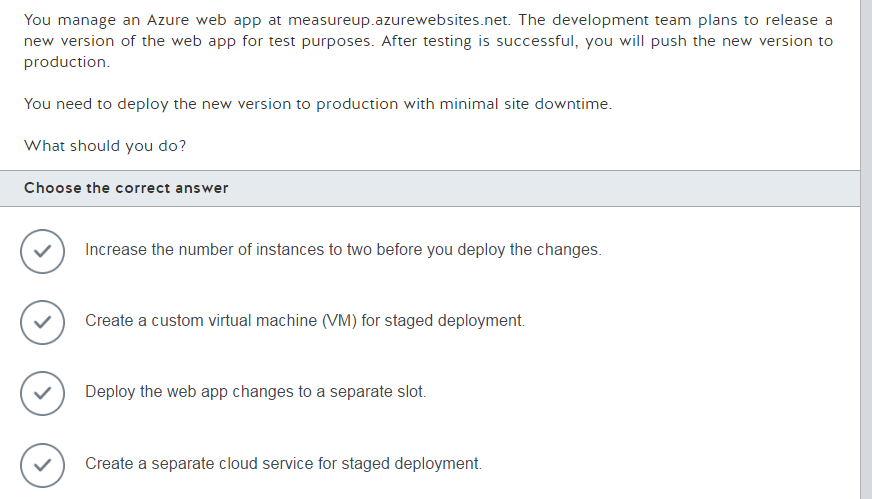 You manage an Azure web app at measureup.azurewebsites.net. The development team plans to release a
new version of the web app for test purposes. After testing is successful, you will push the new version to
production.
You need to deploy the new version to production with minimal site downtime.
What should you do?
Choose the correct answer
Increase the number of instances to two before you deploy the changes.
Create a custom virtual machine (VM) for staged deployment.
Deploy the web app changes to a separate slot.
Create a separate cloud service for staged deployment.